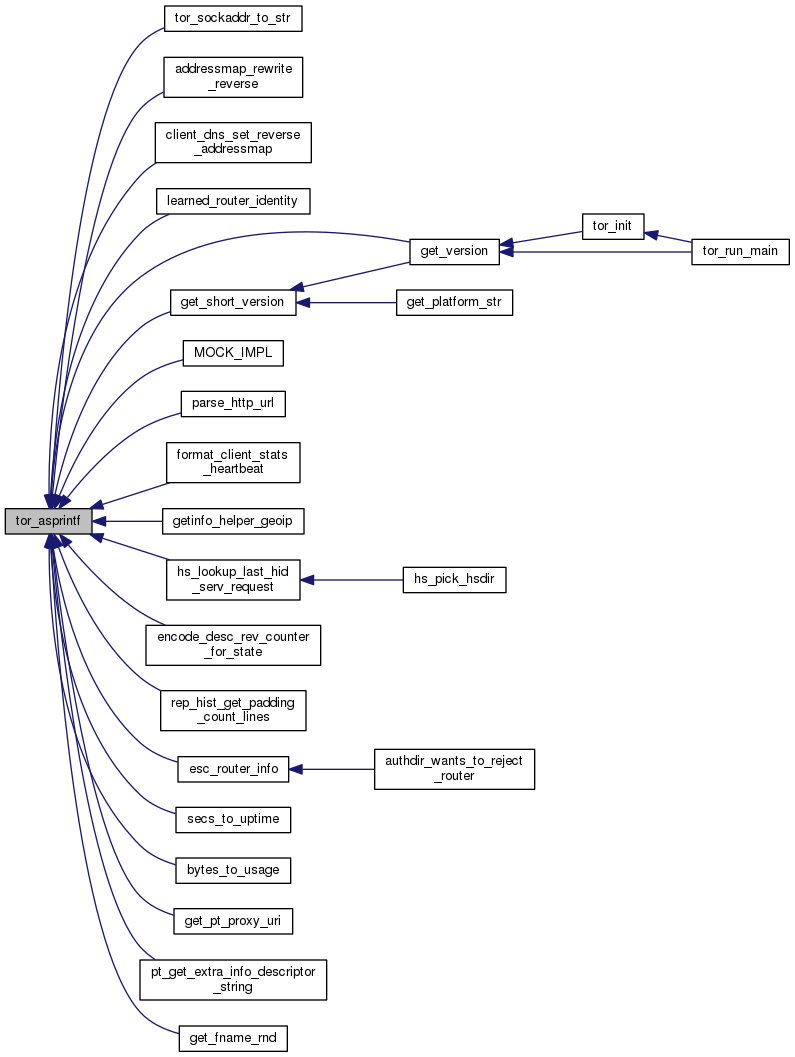 tor_sockaddr_to_str
addressmap_rewrite
_reverse
client_dns_set_reverse
_addressmap
learned_router_identity
get_version
tor_init
tor_run_main
get_short_version
get_platform_str
MOCK_IMPL
parse_http_url
format_client_stats
_heartbeat
tor_asprintf
getinfo_helper_geoip
hs_lookup_last_hid
_serv_request
hs_pick_hsdir
encode_desc_rev_counter
_for_state
rep_hist_get_padding
_count_lines
esc_router_info
authdir_wants_to_reject
_router
secs_to_uptime
bytes_to_usage
get_pt_proxy_uri
pt_get_extra_info_descriptor
_string
get_fname_rnd